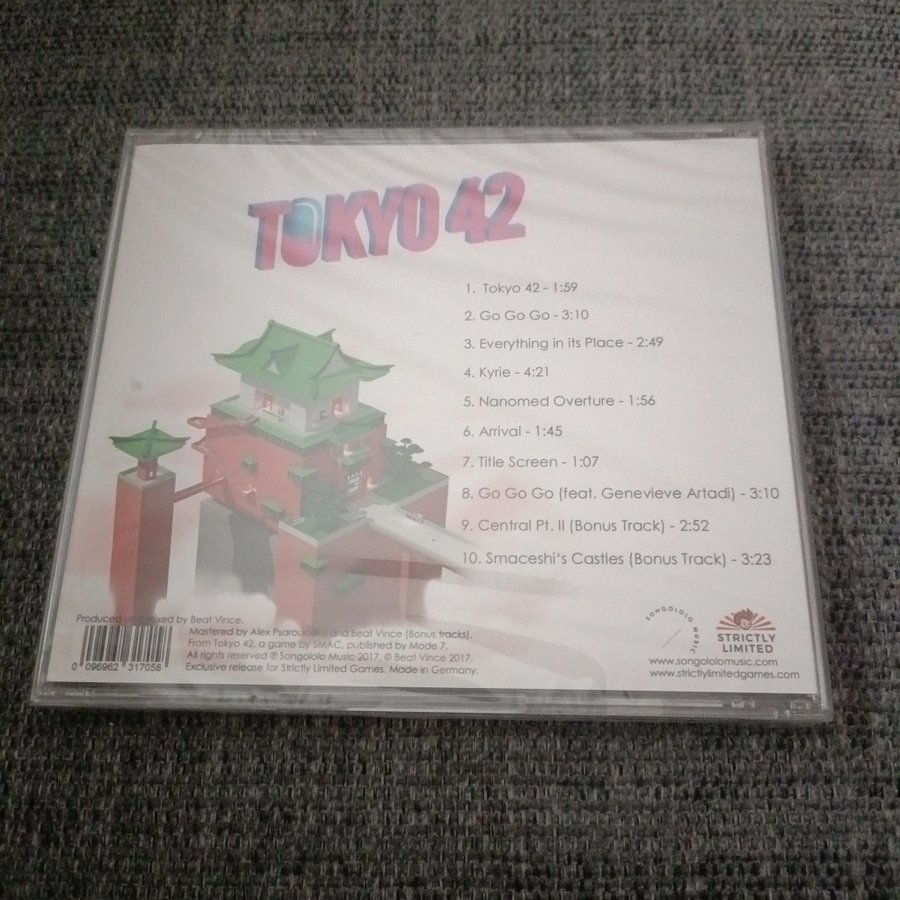 TOKYO 42
1. Tokyo 42 - 1:59
2. Go Go Go - 3:10
3. Everything in its Place - 2:49
4. Kyrie - 4:21
5. Nanomed Overture - 1:56
6. Arrival - 1:45
7. Title Screen - 1:07
8. Go Go Go (feat. Genevieve Artadi) - 3:10
9. Central Pt. II (Bonus Track) - 2:52
10. Smaceshi's Castles (Bonus Track) - 3:23
Produced and mixed by Beat Vince.
Mastered by Alex Psaroudakis and Beat Vince (Bonus tracks).
From Tokyo 42, a game by SMAC, published by Mode 7.
All rights reserved ℗ Songololo Music 2017. © Beat Vince 2017.
Exclusive release for Strictly Limited Games. Made in Germany.
0 096962 317058
SONGOLOLO MUSIC
STRICTLY
LIMITED
www.songololomusic.com
www.strictlylimitedgames.com